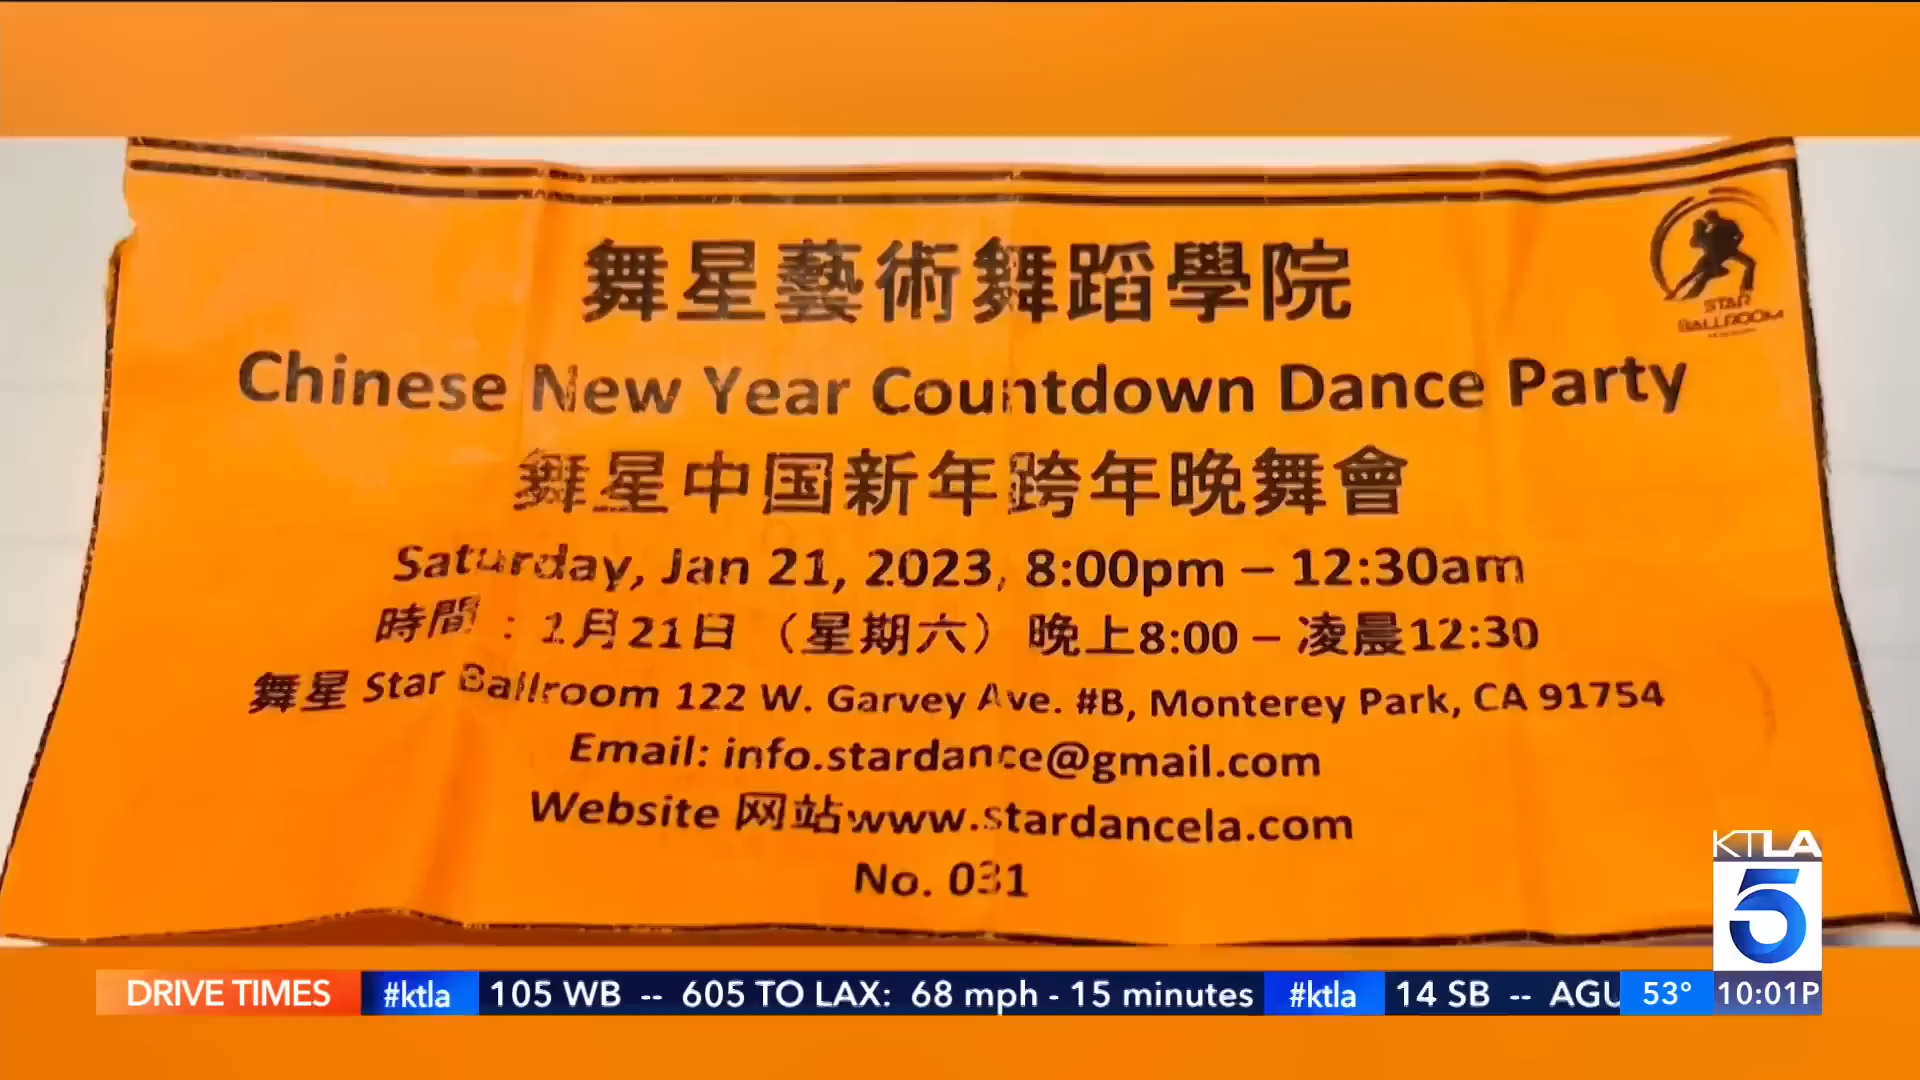 舞星藝術舞蹈學院
STAR
BALLROOM
Chinese New Year Countdown Dance Party
舞星中国新年跨年晚舞會
Saturday, Jan 21, 2023, 8:00pm – 12:30am
時間：1月21日（星期六）晚上8:00 – 凌晨12:30
舞星 Star Ballroom 122 W. Garvey Ave. #B, Monterey Park, CA 91754
Email: info.stardance@gmail.com
Website 网站www.stardancela.com
No. 031
KTLA
5
DRIVE TIMES #ktla 105 WB -- 605 TO LAX: 68 mph - 15 minutes #ktla 14 SB -- AGU 53° 10:01P